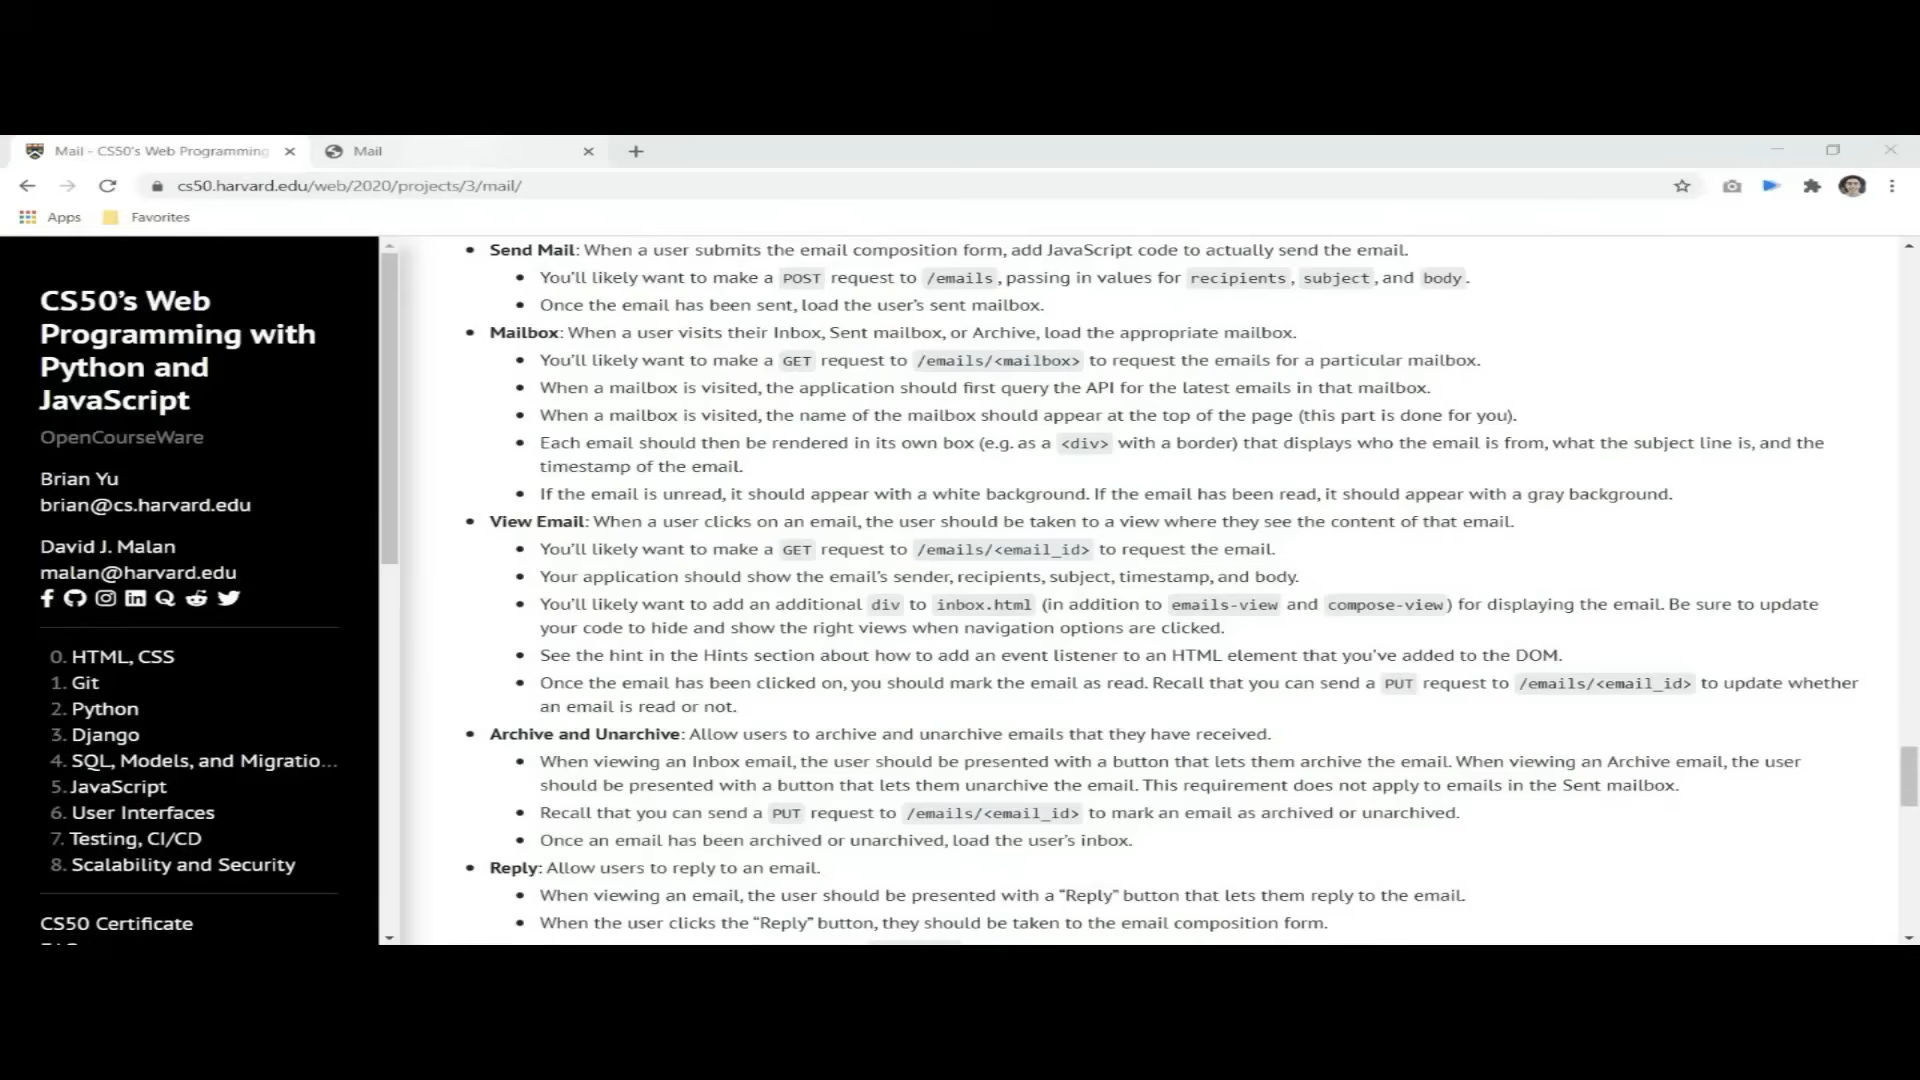 Mail - CS50's Web Programming
Mail
cs50.harvard.edu/web/2020/projects/3/mail/
Apps
Favorites
CS50's Web
Programming with
Python and
JavaScript
OpenCourseWare
Brian Yu
brian@cs.harvard.edu
David J. Malan
malan@harvard.edu
0. HTML, CSS
1. Git
2. Python
3. Django
4. SQL, Models, and Migratio...
5. JavaScript
6. User Interfaces
7. Testing, CI/CD
8. Scalability and Security
CS50 Certificate
Send Mail: When a user submits the email composition form, add JavaScript code to actually send the email.
You'll likely want to make a POST request to /emails, passing in values for recipients, subject, and body.
Once the email has been sent, load the user's sent mailbox.
Mailbox: When a user visits their Inbox, Sent mailbox, or Archive, load the appropriate mailbox.
You'll likely want to make a GET request to /emails/<mailbox> to request the emails for a particular mailbox.
When a mailbox is visited, the application should first query the API for the latest emails in that mailbox.
When a mailbox is visited, the name of the mailbox should appear at the top of the page (this part is done for you).
Each email should then be rendered in its own box (e.g. as a <div> with a border) that displays who the email is from, what the subject line is, and the
timestamp of the email.
If the email is unread, it should appear with a white background. If the email has been read, it should appear with a gray background.
View Email: When a user clicks on an email, the user should be taken to a view where they see the content of that email.
You'll likely want to make a GET request to /emails/<email_id> to request the email.
Your application should show the email's sender, recipients, subject, timestamp, and body.
You'll likely want to add an additional div to inbox.html (in addition to emails-view and compose-view) for displaying the email. Be sure to update
your code to hide and show the right views when navigation options are clicked.
See the hint in the Hints section about how to add an event listener to an HTML element that you've added to the DOM.
Once the email has been clicked on, you should mark the email as read. Recall that you can send a PUT request to /emails/<email_id> to update whether
an email is read or not.
Archive and Unarchive: Allow users to archive and unarchive emails that they have received.
When viewing an Inbox email, the user should be presented with a button that lets them archive the email. When viewing an Archive email, the user
should be presented with a button that lets them unarchive the email. This requirement does not apply to emails in the Sent mailbox.
Recall that you can send a PUT request to /emails/<email_id> to mark an email as archived or unarchived.
Once an email has been archived or unarchived, load the user's inbox.
Reply: Allow users to reply to an email.
When viewing an email, the user should be presented with a "Reply" button that lets them reply to the email.
When the user clicks the "Reply" button, they should be taken to the email composition form.